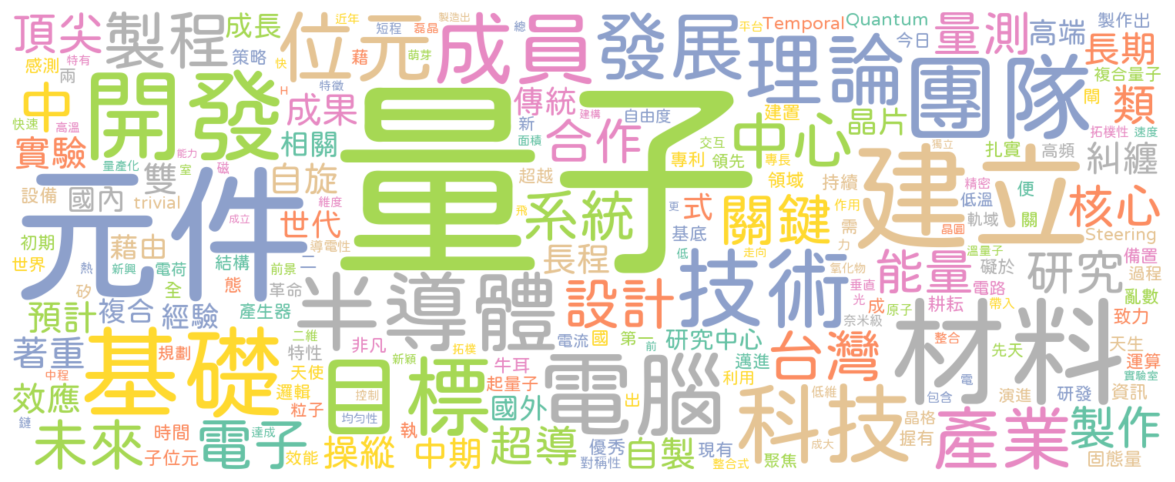 頂尖
製程
成長
近年
短程
磊晶
總
製造出
平台
Temporal
Quantum
製作出
特有
感測
兩
策略
快
藉
萌芽
位元
成員
發展
理論
今日
量測
高端
長期
中
開發
H
特徵
成果
傳統
新
建構
面積
自由度
建置
晶片
團隊
間
複合量子
類
快速
高溫
實驗
量產化
能力
室
磁
相關
量子
合作
交互
專利
領先
專長
中心
領域
獨立
拓樸性
速度
扎實
高頻
糾纏
元件
設備
國內
雙
trivial
成立
自旋
維度
世代
導電性
超越
系統
式
更
飛
基底
關鍵
持續
作用
需
力
建立
精密
低溫
軌域
晶圓
便
關
核心
Steering
初期
世界
熱
新興
藉由
電荷
矽
結構
全
前景
二
革命
態
半導體
長程
設計
技術
低
走向
氫化物
垂直
光
奈米級
溫量子
能量
成
原子
礙於
耕耘
電路
帶入
備置
過程
研究
亂數
致力
預計
複合
經驗
產生器
二維
非凡
新穎
拓樸
目標
電流
國
第一
前
研究中心
邁進
台灣
整合
材料
先天
天生
運算
著重
規劃
中程
基礎
特性
天使
邏輯
粒子
控制
均勻性
牛耳
起量子
電腦
國外
出
利用
低維
科技
電
包含
演進
研發
資訊
實驗室
效應
鏈
未來
時間
子位元
電子
達成
效能
操縱
執
中期
超導
優秀
對稱性
自製
現有
整合式
聚焦
成大
晶格
握有
產業
製作
固態量